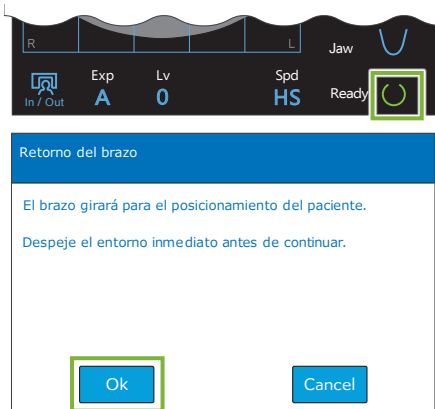 R L Jaw
Exp Lv Spd
In / Out A 0 HS Ready
Retorno del brazo
El brazo girará para el posicionamiento del paciente.
Despeje el entorno inmediato antes de continuar.
Ok Cancel